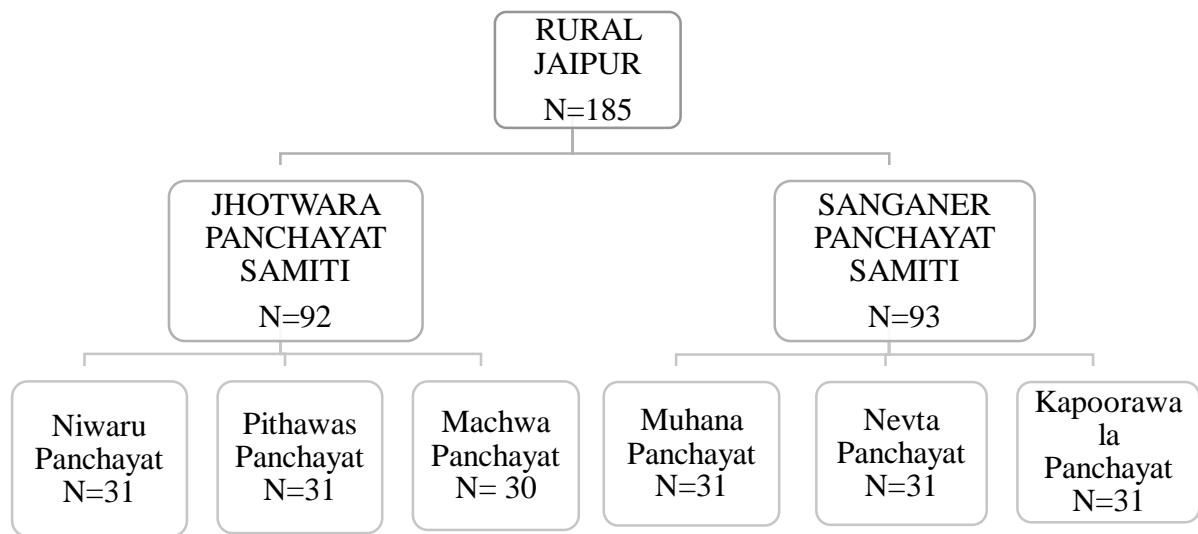 RURAL
JAIPUR
N=185
JHOTWARA
PANCHAYAT
SAMITI
N=92
SANGANER
PANCHAYAT
SAMITI
N=93
Niwaru
Panchayat
N=31
Pithawas
Panchayat
N=31
Machwa
Panchayat
N= 30
Muhana
Panchayat
N=31
Nevta
Panchayat
N=31
Kapoorawa
la
Panchayat
N=31